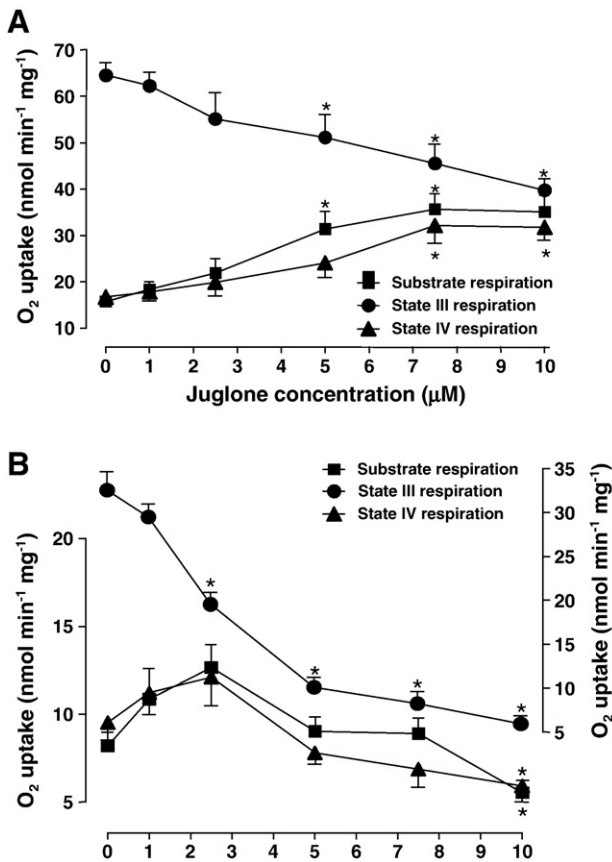 A
O₂ uptake (nmol min⁻¹ mg⁻¹)
70
60
50
40
30
20
10
* * *
*
*
* *
Substrate respiration
State III respiration
State IV respiration
0 1 2 3 4 5 6 7 8 9 10
Juglone concentration (μM)
B
O₂ uptake (nmol min⁻¹ mg⁻¹)
20
15
10
5
Substrate respiration
State III respiration
State IV respiration
35
30
25
20
15
10
5
O₂ uptake (nmol min⁻¹ mg⁻¹)
*
*
*
*
*
*
0 1 2 3 4 5 6 7 8 9 10